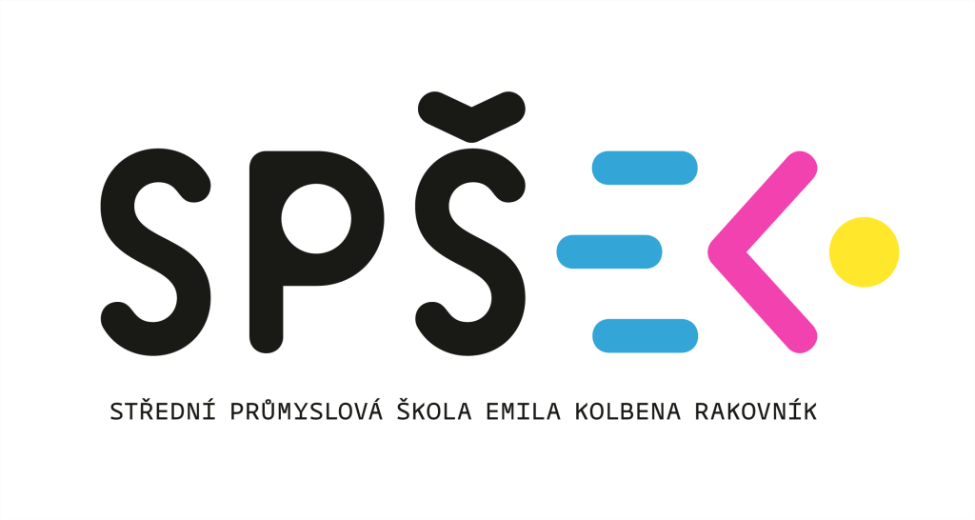 SPŠEK
STŘEDNÍ PRŮMYSLOVÁ ŠKOLA EMILA KOLBENA RAKOVNÍK